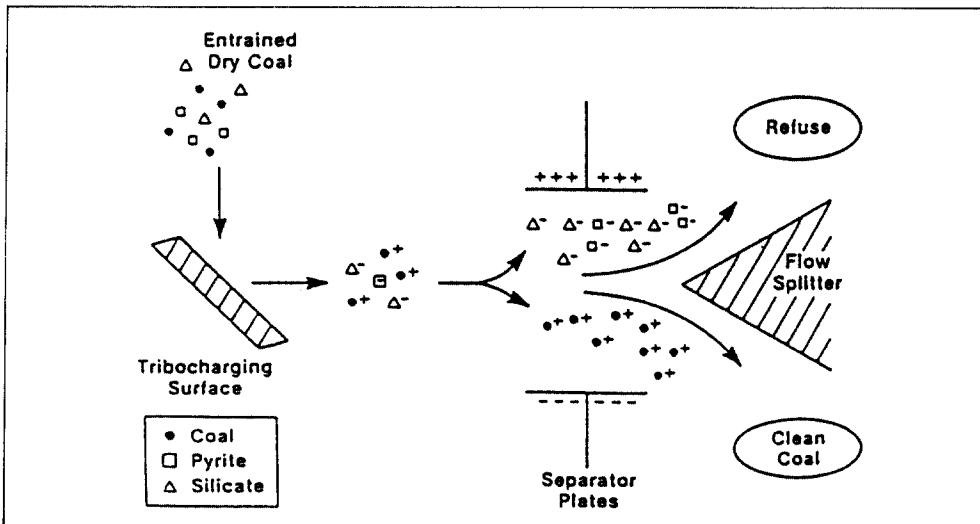 Entrained
Dry Coal
Refuse
+ + + + + +
- - - - - -
Flow
Splitter
Tribocharging
Surface
Coal
Pyrite
Silicate
Separator
Plates
Clean
Coal